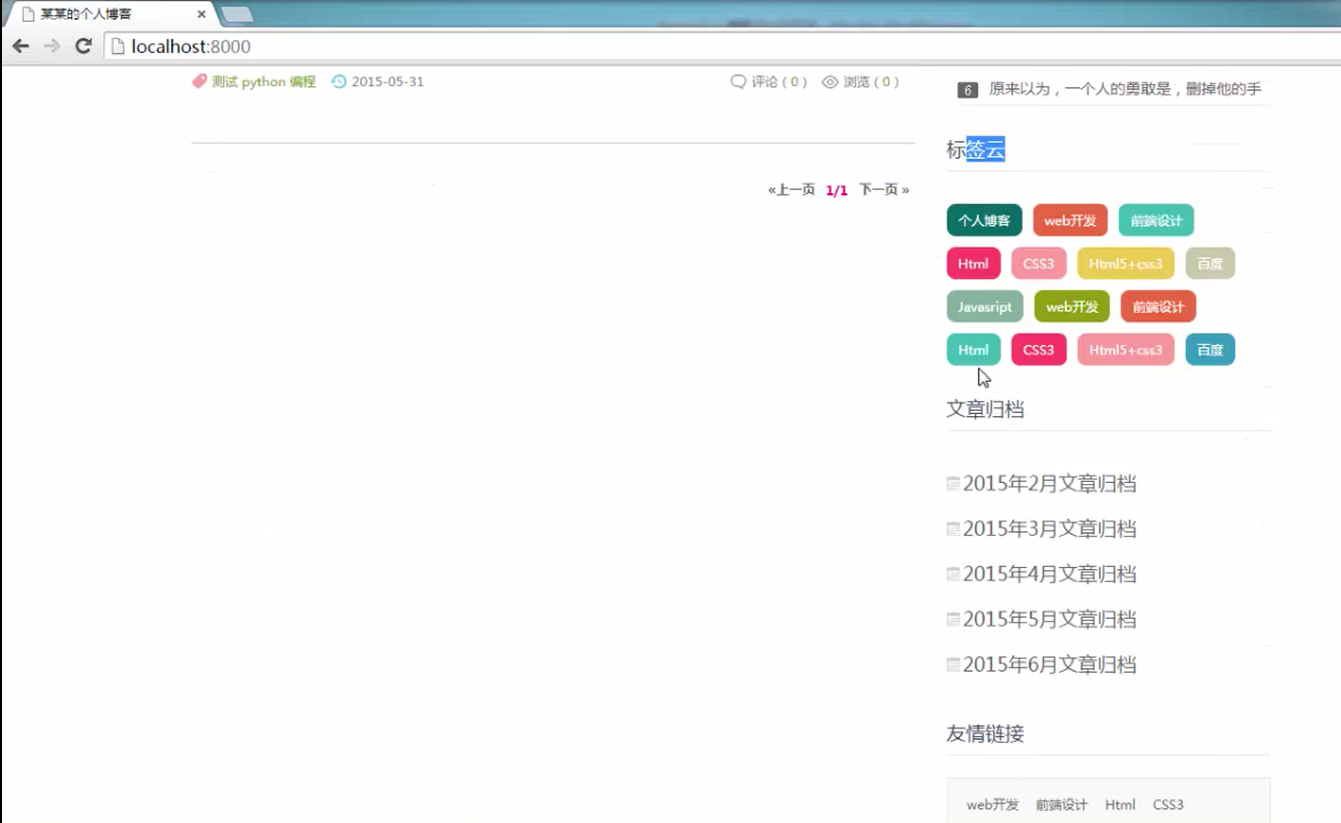 某某的个人博客
localhost:8000
测试 python 编程 2015-05-31 评论 ( 0 ) 浏览 ( 0 )
«上一页 1/1 下一页 »
6 原来以为，一个人的勇敢是，删掉他的手
标签云
个人博客 web开发 前端设计
Html CSS3 Html5+css3 百度
Javasript web开发 前端设计
Html CSS3 Html5+css3 百度
文章归档
2015年2月文章归档
2015年3月文章归档
2015年4月文章归档
2015年5月文章归档
2015年6月文章归档
友情链接
web开发 前端设计 Html CSS3